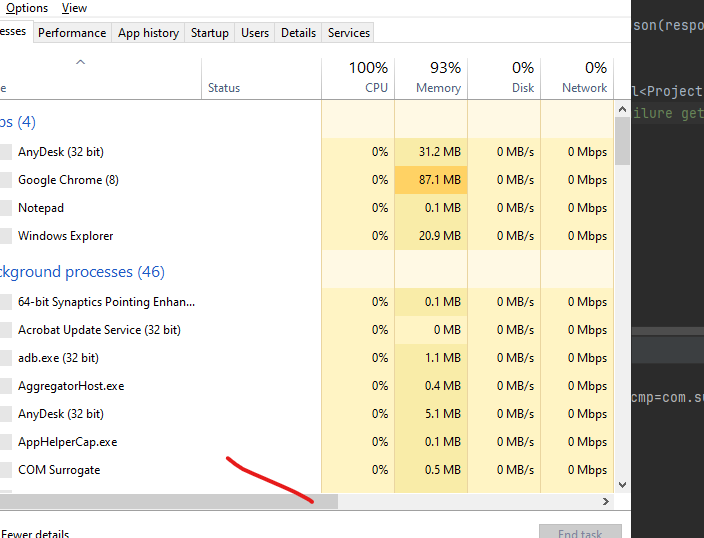 Options View
son(respo
esses Performance App history Startup Users Details Services
100% 93% 0% 0%
e Status CPU Memory Disk Network
l<Project
ilure get
ps (4)
AnyDesk (32 bit) 0% 31.2 MB 0 MB/s 0 Mbps
Google Chrome (8) 0% 87.1 MB 0 MB/s 0 Mbps
Notepad 0% 0.1 MB 0 MB/s 0 Mbps
Windows Explorer 0% 20.9 MB 0 MB/s 0 Mbps
ckground processes (46)
64-bit Synaptics Pointing Enhan... 0% 0.1 MB 0 MB/s 0 Mbps
Acrobat Update Service (32 bit) 0% 0 MB 0 MB/s 0 Mbps
adb.exe (32 bit) 0% 1.1 MB 0 MB/s 0 Mbps
AggregatorHost.exe 0% 0.4 MB 0 MB/s 0 Mbps
cmp=com.su
AnyDesk (32 bit) 0% 5.1 MB 0 MB/s 0 Mbps
AppHelperCap.exe 0% 0.1 MB 0 MB/s 0 Mbps
COM Surrogate 0% 0.5 MB 0 MB/s 0 Mbps
Fewer details End task